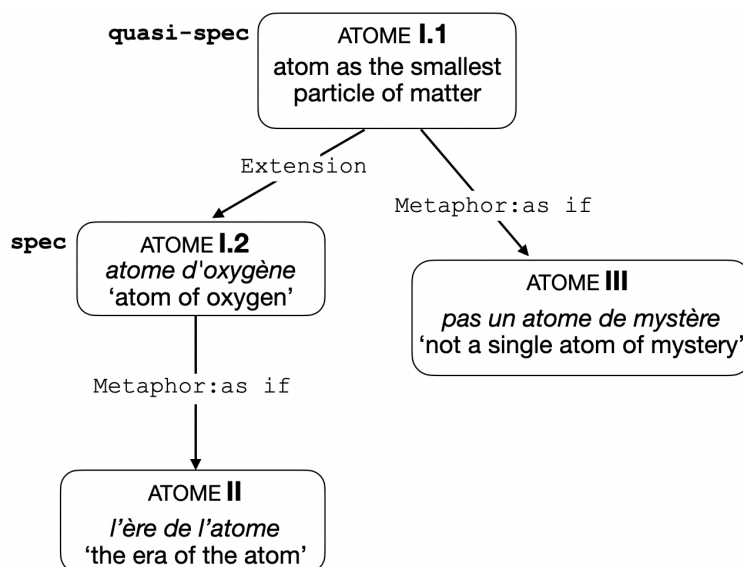 quasi-spec
ATOME I.1
atom as the smallest
particle of matter
Extension
Metaphor:as if
spec
ATOME I.2
atome d'oxygène
‘atom of oxygen’
ATOME III
pas un atome de mystère
‘not a single atom of mystery’
Metaphor:as if
ATOME II
l’ère de l’atome
‘the era of the atom’